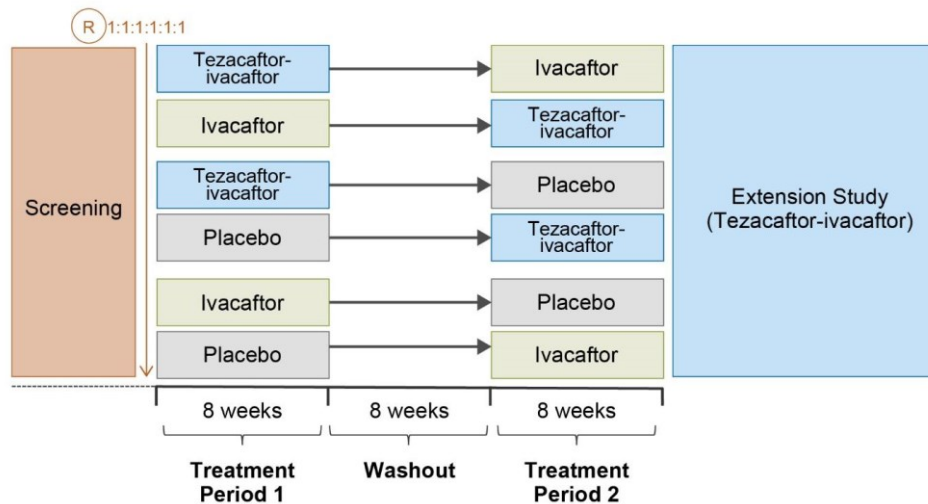 R 1:1:1:1:1:1
Screening
Tezacaftor-
ivacaftor
Ivacaftor
Ivacaftor
Tezacaftor-
ivacaftor
Tezacaftor-
ivacaftor
Placebo
Placebo
Tezacaftor-
ivacaftor
Ivacaftor
Placebo
Placebo
Ivacaftor
Extension Study
(Tezacaftor-ivacaftor)
8 weeks
8 weeks
8 weeks
Treatment
Period 1
Washout
Treatment
Period 2